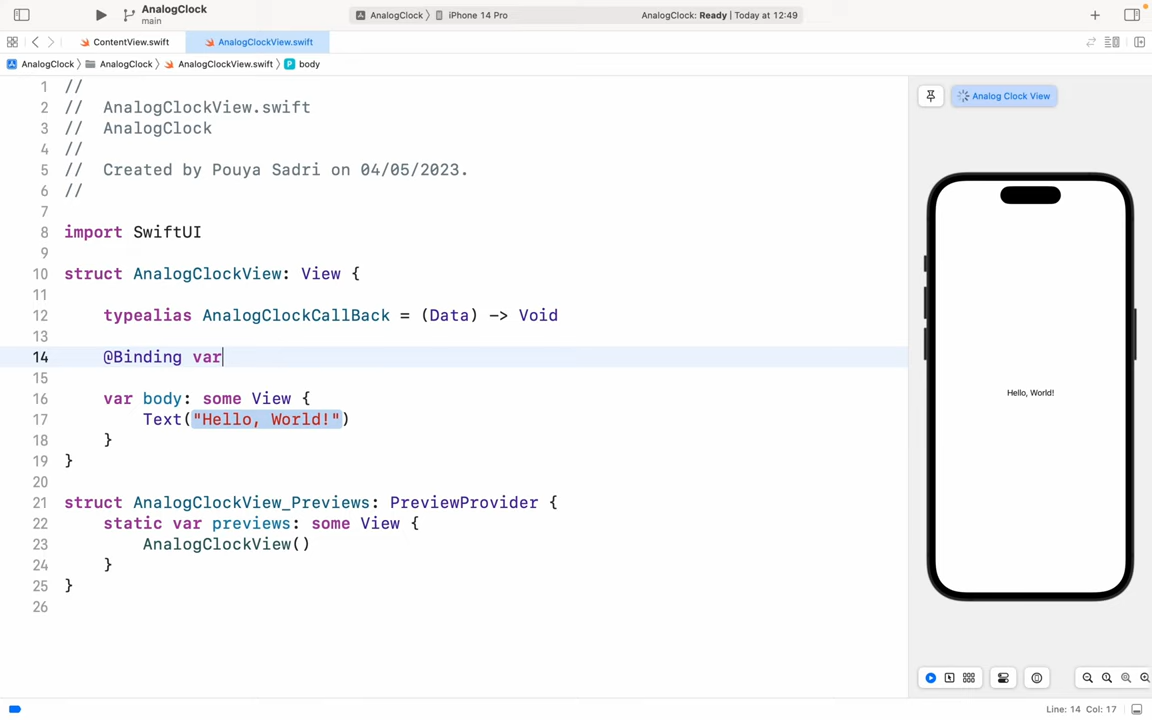 AnalogClock
main
AnalogClock
iPhone 14 Pro
AnalogClock: Ready | Today at 12:49
ContentView.swift
AnalogClockView.swift
AnalogClock
AnalogClock
AnalogClockView.swift
P body
1 //
2 //  AnalogClockView.swift
3 //  AnalogClock
4 //
5 //  Created by Pouya Sadri on 04/05/2023.
6 //
7
8 import SwiftUI
9
10 struct AnalogClockView: View {
11
12     typealias AnalogClockCallBack = (Data) -> Void
13
14     @Binding var
15
16     var body: some View {
17         Text("Hello, World!")
18     }
19 }
20
21 struct AnalogClockView_Previews: PreviewProvider {
22     static var previews: some View {
23         AnalogClockView()
24     }
25 }
26
Analog Clock View
Hello, World!
Line: 14 Col: 17